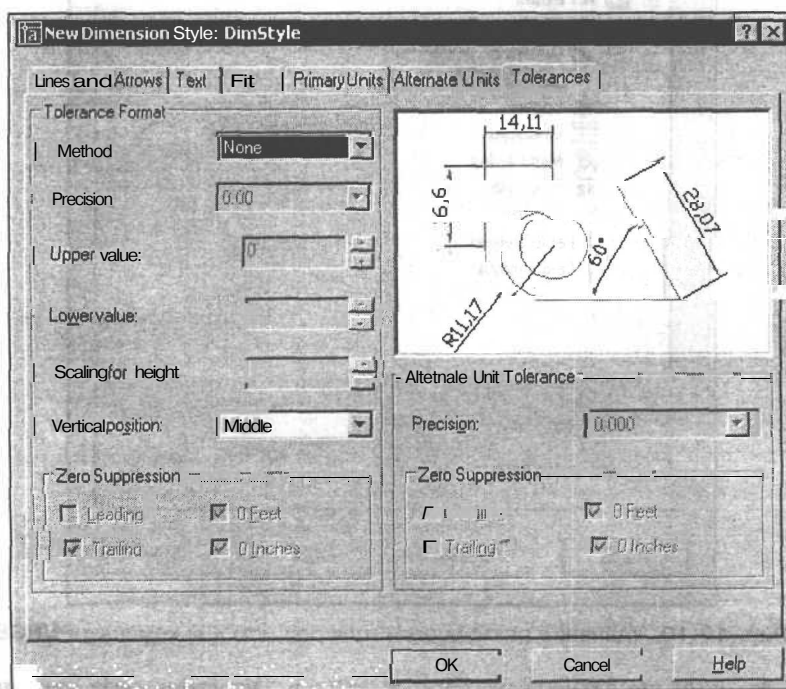 New Dimension Style: DimStyle
Lines and Arrows | Text | Fit | Primary Units | Alternate Units | Tolerances |
Tolerance Format
Method
None
Precision
0.00
Upper value:
0
Lower value:
Scaling for height
Vertical position:
Middle
Zero Suppression
Leading
0 Feet
Trailing
0 Inches
14,11
6,6
28,07
60°
R11,17
Altetnale Unit Tolerance
Precision:
0.000
Zero Suppression
0 Feet
Trailing
0 Inches
OK
Cancel
Help